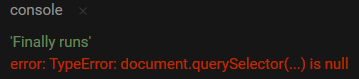 console ×
'Finally runs'
error: TypeError: document.querySelector(...) is null